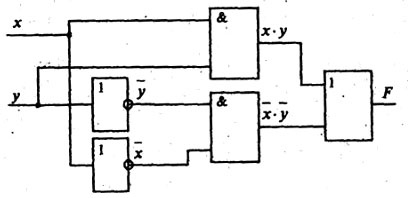 x
&
x · y
y
1
ȳ
&
x̄ · ȳ
1
F
1
x̄